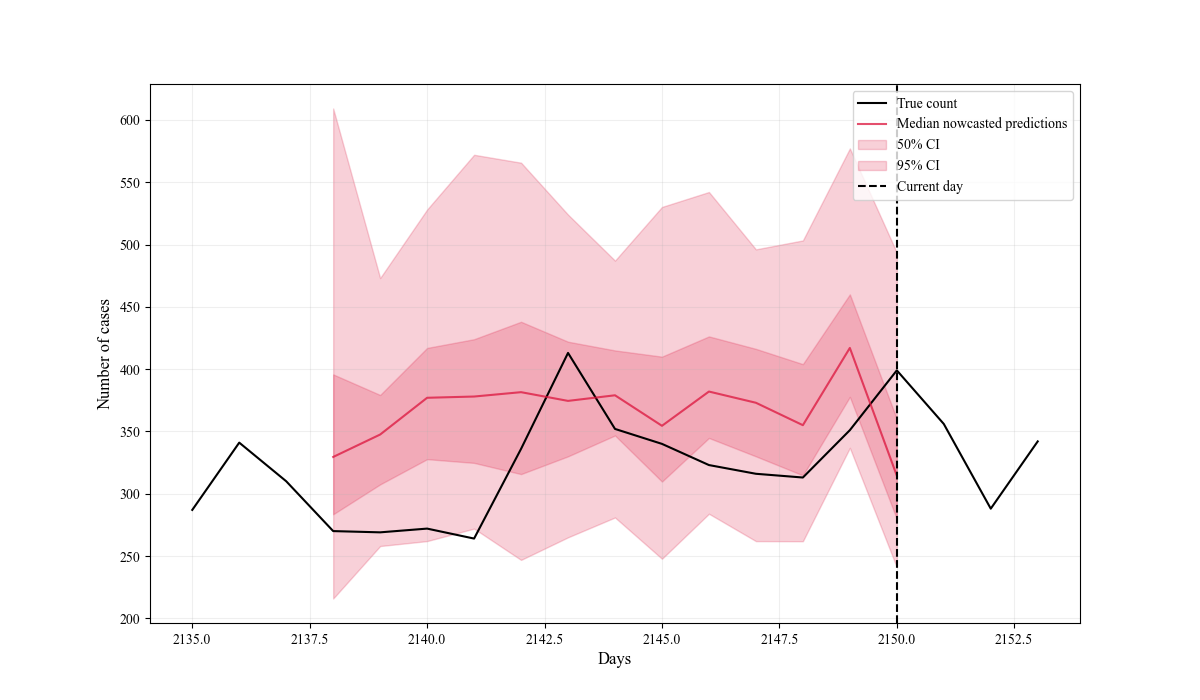 True count
Median nowcasted predictions
50% CI
95% CI
Current day
600
550
500
450
400
350
300
250
200
Number of cases
2135.0 2137.5 2140.0 2142.5 2145.0 2147.5 2150.0 2152.5
Days